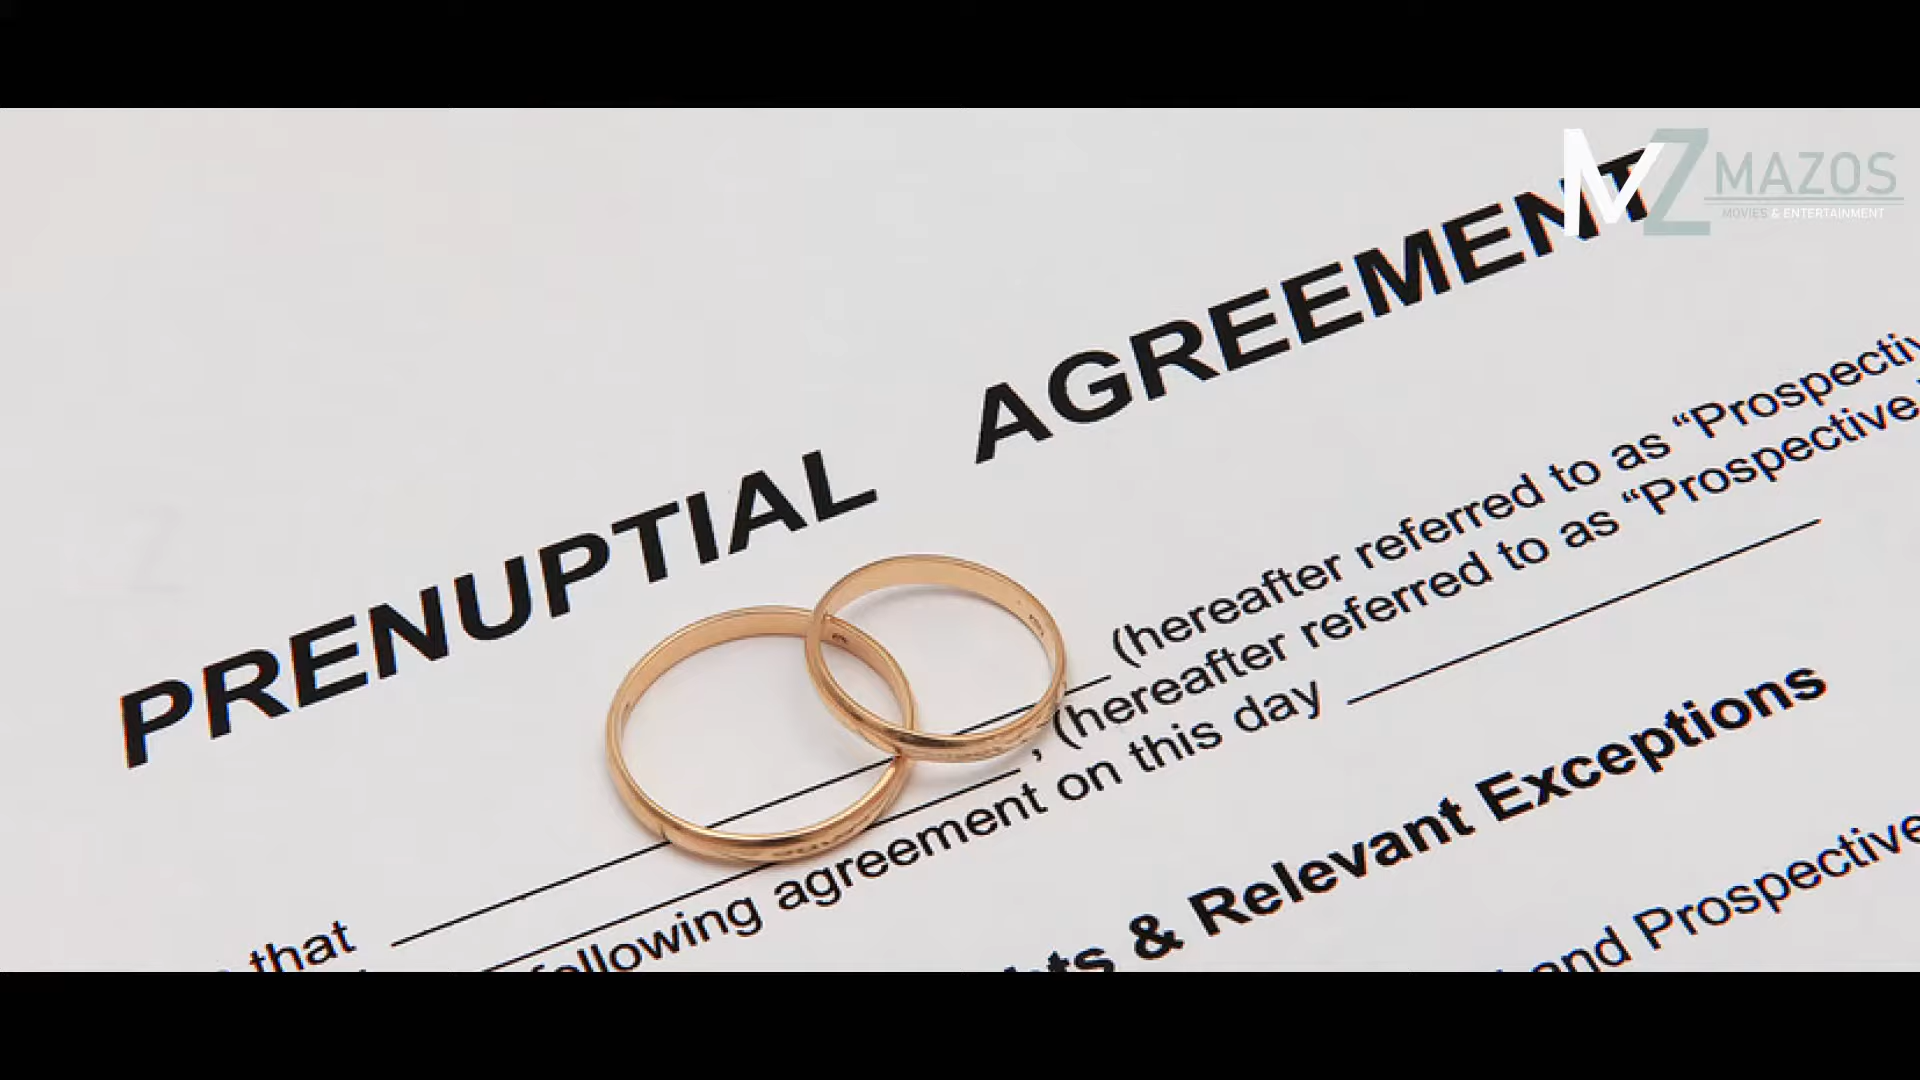 MZ MAZOS
MOVIES & ENTERTAINMENT
PRENUPTIAL AGREEMENT
(hereafter referred to as “
, (hereafter referred to as “Prospective
that
following agreement on this day
& Relevant Exceptions
and Prospective